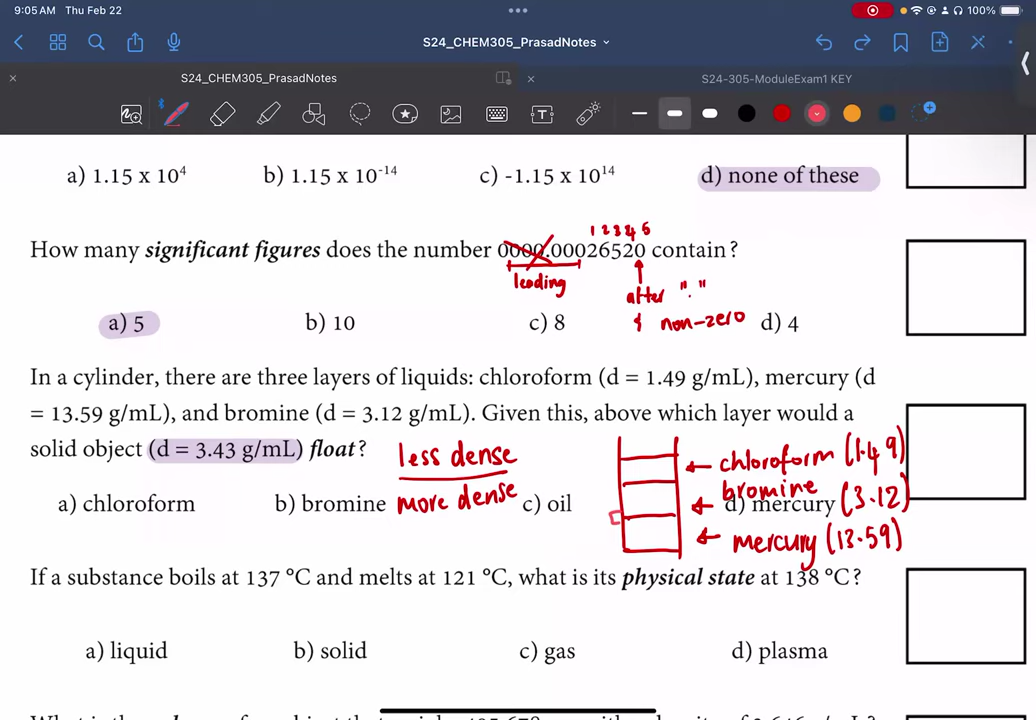 9:05 AM Thu Feb 22
100%
S24_CHEM305_PrasadNotes
S24_CHEM305_PrasadNotes
S24-305-ModuleExam1 KEY
a) 1.15 x 10⁴ b) 1.15 x 10⁻¹⁴ c) -1.15 x 10¹⁴ d) none of these
1 2 3 4 5
How many significant figures does the number 0000.00026520 contain?
leading
after "."
& non-zero
a) 5 b) 10 c) 8 d) 4
In a cylinder, there are three layers of liquids: chloroform (d = 1.49 g/mL), mercury (d
= 13.59 g/mL), and bromine (d = 3.12 g/mL). Given this, above which layer would a
solid object (d = 3.43 g/mL) float?
less dense
more dense
chloroform (1.49)
bromine (3.12)
mercury (13.59)
a) chloroform b) bromine c) oil d) mercury
If a substance boils at 137 °C and melts at 121 °C, what is its physical state at 138 °C?
a) liquid b) solid c) gas d) plasma